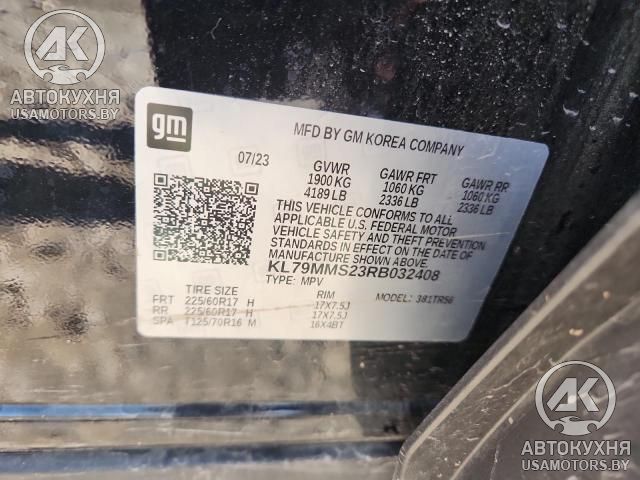 AK
АВТОКУХНЯ
USAMOTORS.BY
gm
MFD BY GM KOREA COMPANY
07/23
GVWR GAWR FRT GAWR RR
1900 KG 1060 KG 1060 KG
4189 LB 2336 LB 2336 LB
THIS VEHICLE CONFORMS TO ALL
APPLICABLE U.S. FEDERAL MOTOR
VEHICLE SAFETY AND THEFT PREVENTION
STANDARDS IN EFFECT ON THE DATE OF
MANUFACTURE SHOWN ABOVE.
KL79MMS23RB032408
TYPE: MPV MODEL: 381TR56
TIRE SIZE RIM
FRT 225/60R17 H 17X7.5J
RR 225/60R17 H 17X7.5J
SPA T125/70R16 M 16X4BT
AK
АВТОКУХНЯ
USAMOTORS.BY